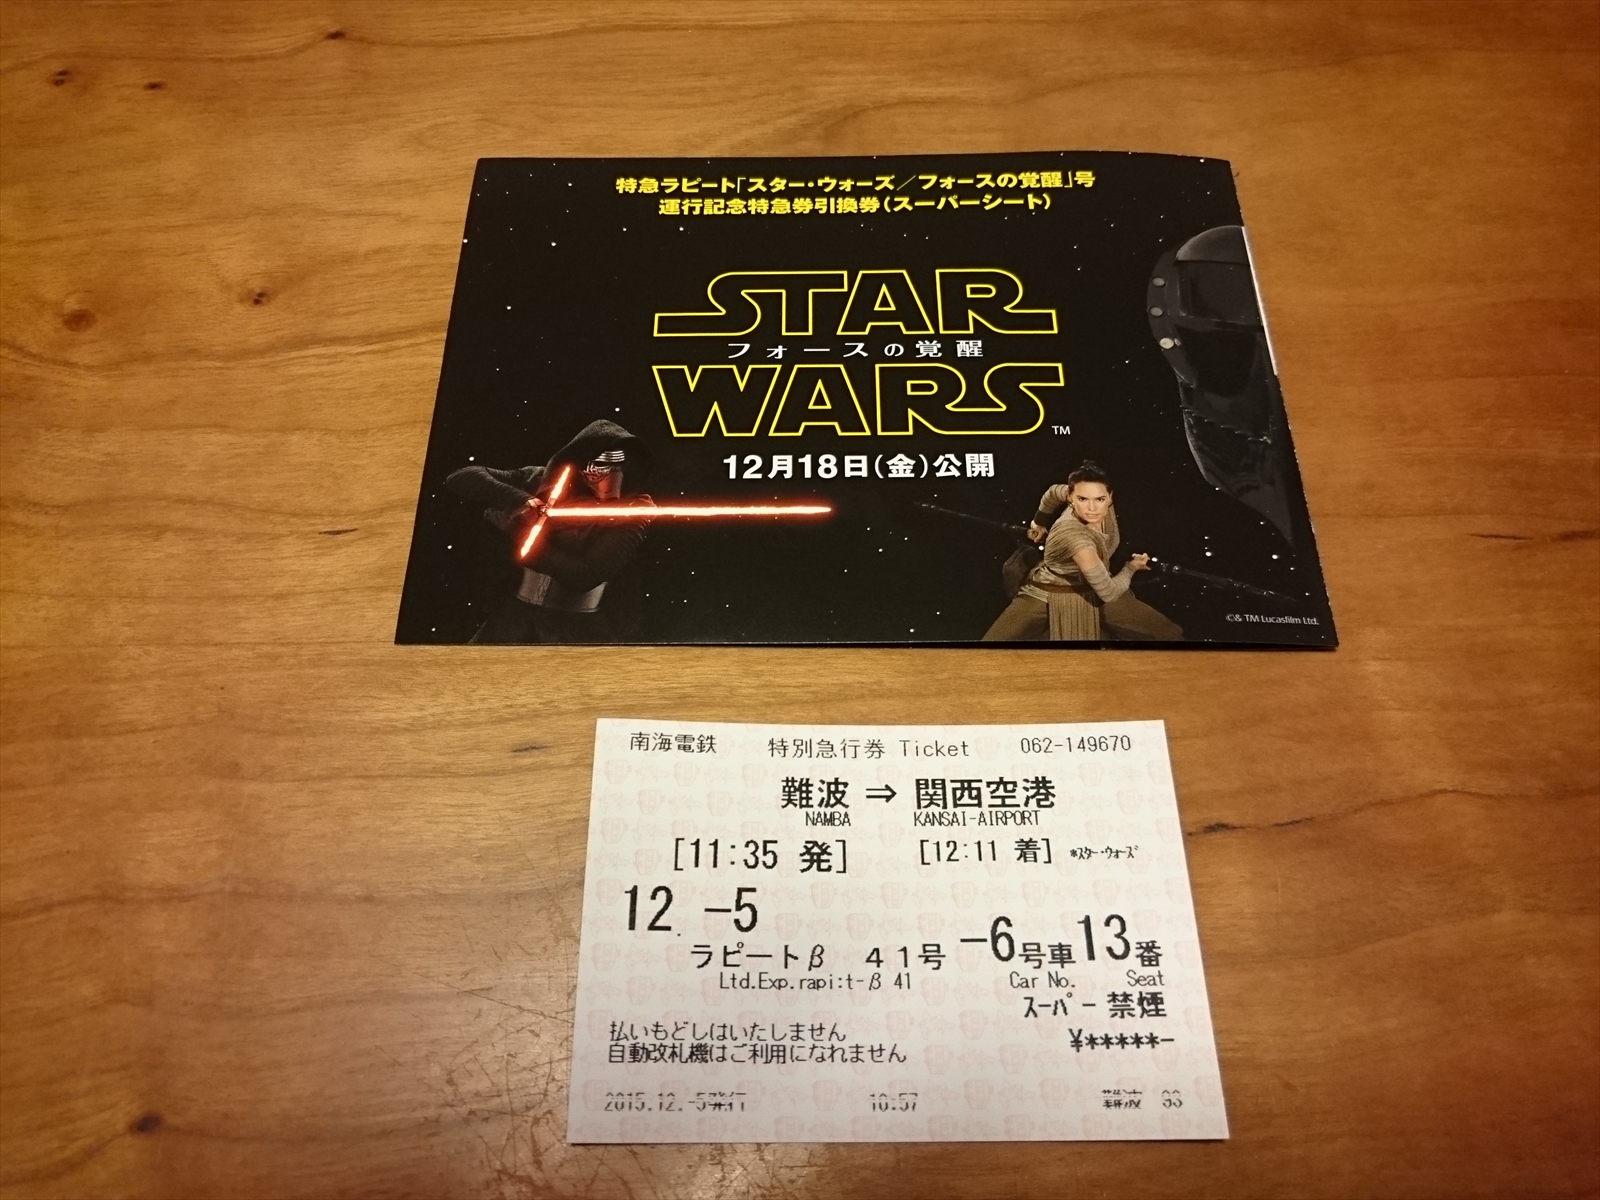 特急ラピート「スター・ウォーズ／フォースの覚醒」号
運行記念特急券引換券(スーパーシート)
STAR
フォースの覚醒
WARS
TM
12月18日(金)公開
©& TM Lucasfilm Ltd.
南海電鉄 特別急行券 Ticket 062-149670
難波 ⇒ 関西空港
NAMBA KANSAI-AIRPORT
[11:35 発] [12:11 着] *ｽﾀｰ･ｳｫｰｽﾞ
12.-5
ラピートβ 41号 -6号車13番
Ltd.Exp.rapi:t-β 41 Car No. Seat
ｽｰﾊﾟｰ 禁煙
払いもどしはいたしません ¥*****-
自動改札機はご利用になれません
2015.12.-5発行 10:57 難波 33